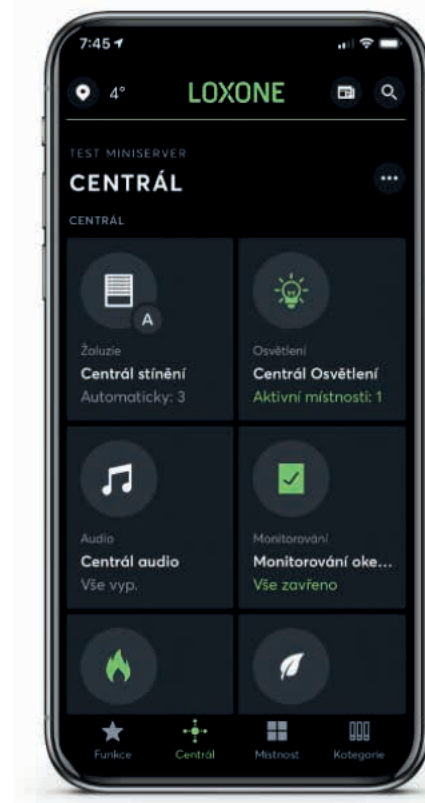 7:45
4°
LOXONE
TEST MINISERVER
CENTRÁL
CENTRÁL
A
Žaluzie
Centrál stínění
Automaticky: 3
Osvětlení
Centrál Osvětlení
Aktivní místnosti: 1
Audio
Centrál audio
Vše vyp.
Monitorování
Monitorování oke...
Vše zavřeno
Funkce
Centrál
Místnost
Kategorie